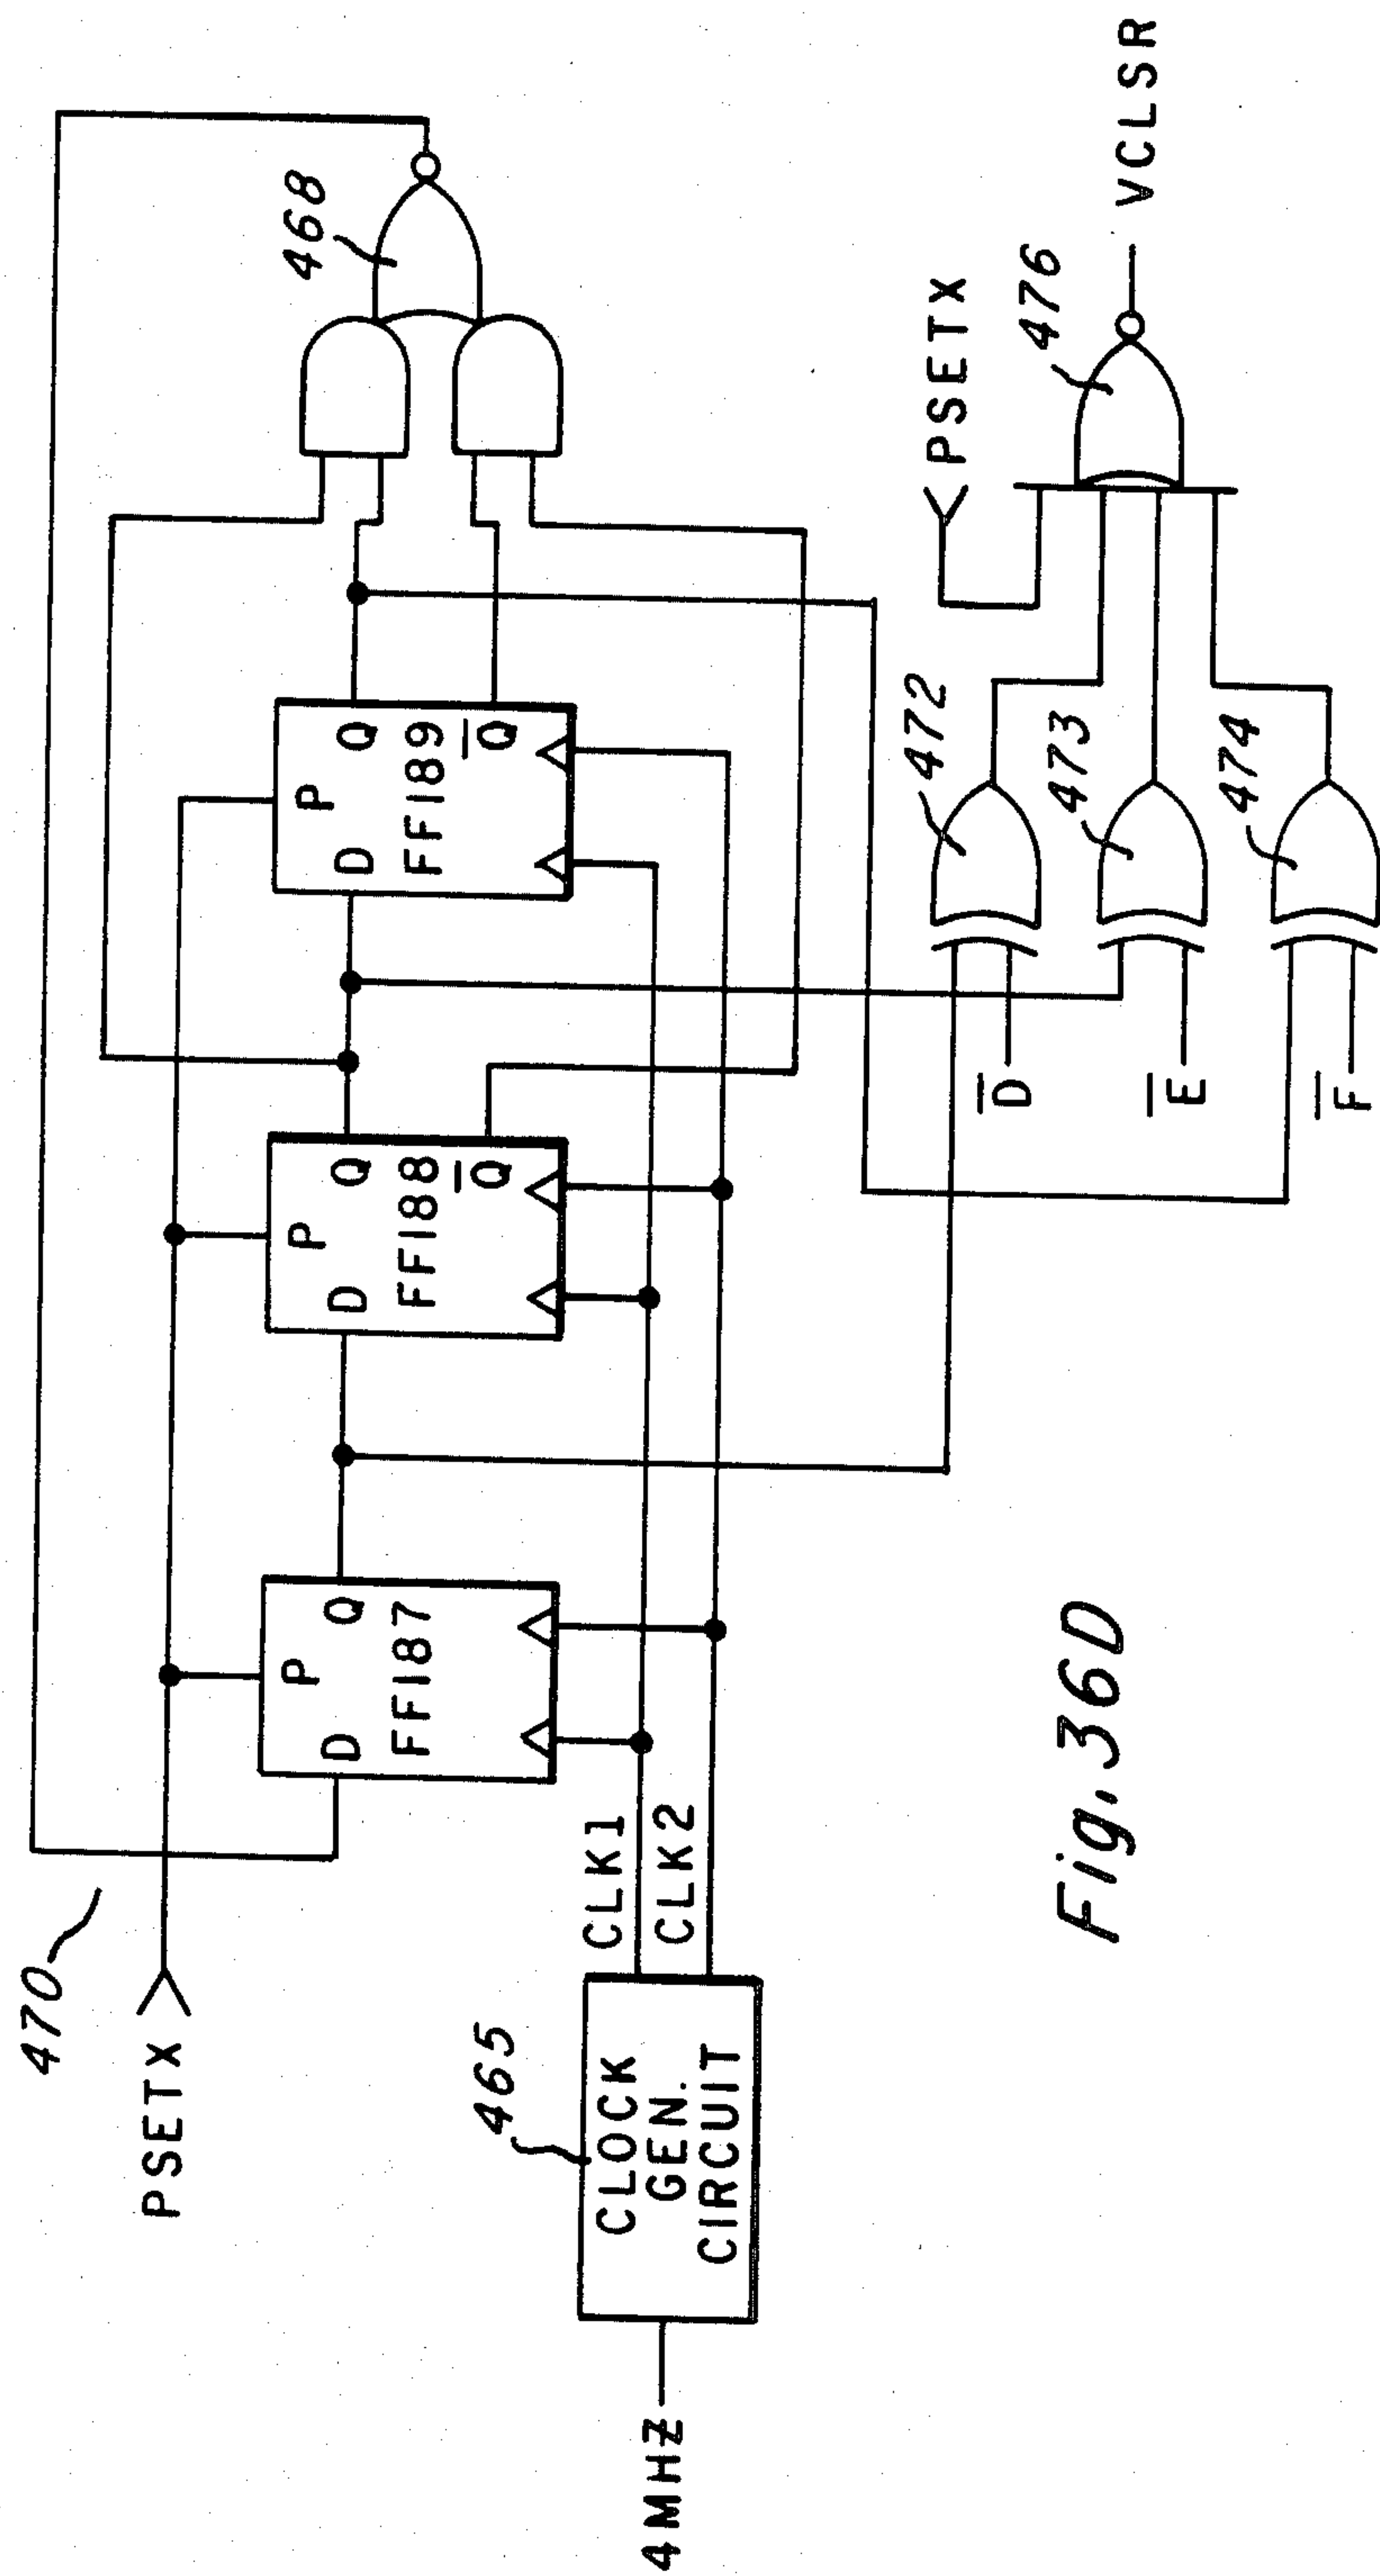 470
PSETX
468
P
D
Q
FF187
P
D
Q
FF188
Q̅
P
D
Q
FF189
Q̅
CLK1
CLK2
465
CLOCK
GEN.
CIRCUIT
4MHZ
PSETX
472
473
474
476
VCLSR
D̅
E̅
F̅
Fig. 36D